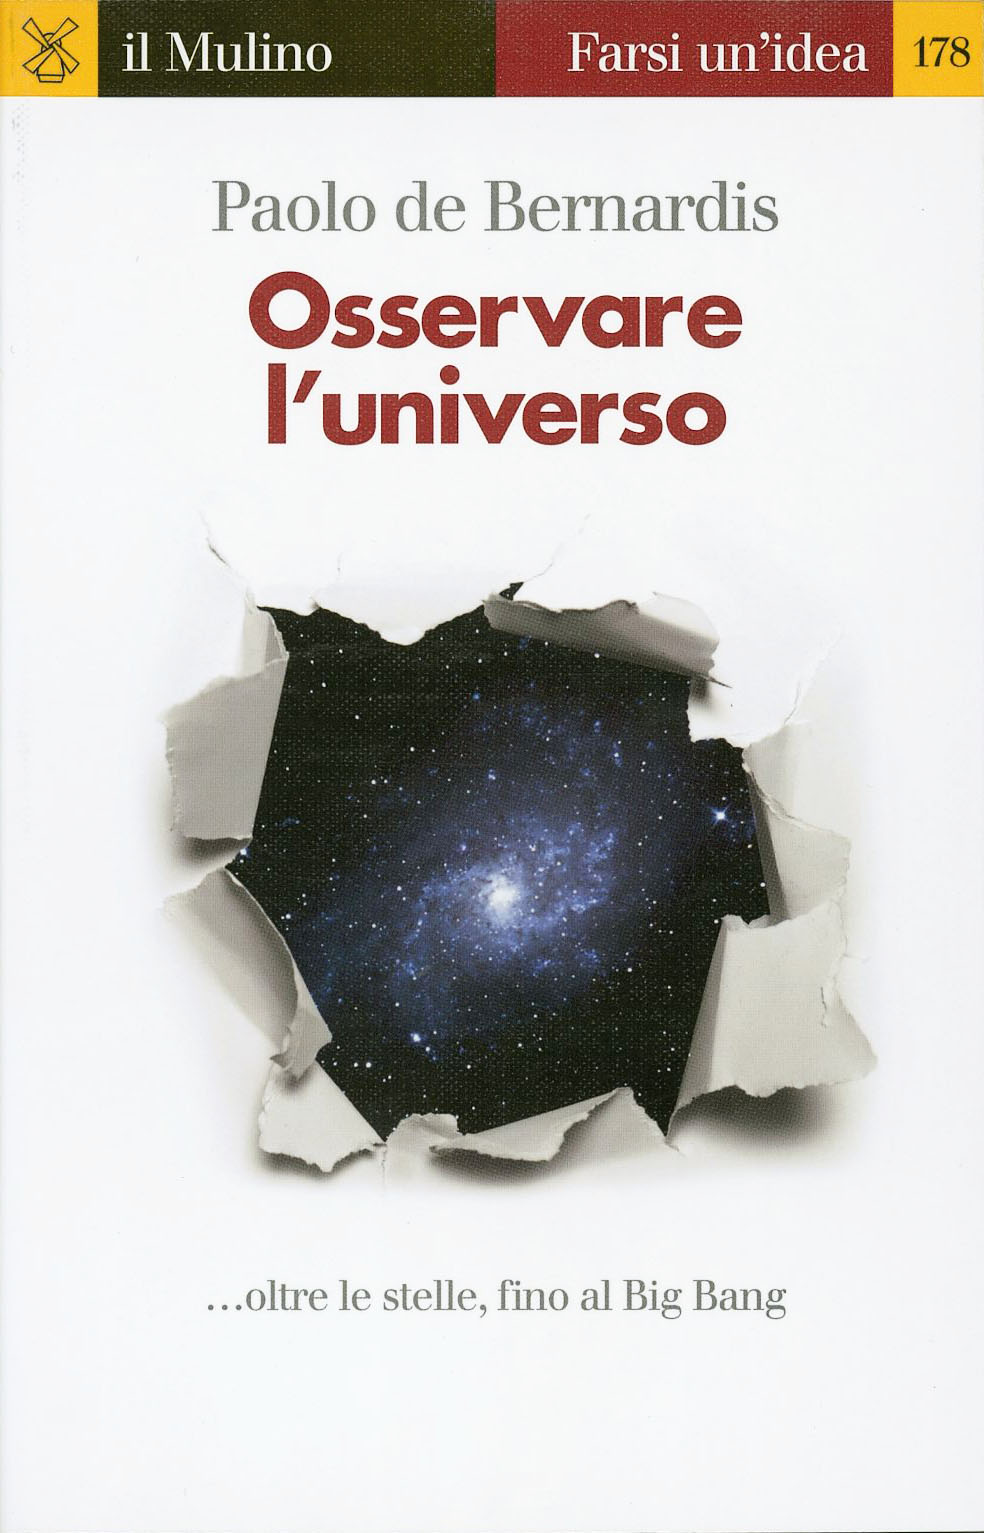 il Mulino
Farsi un'idea
178
Paolo de Bernardis
Osservare
l'universo
...oltre le stelle, fino al Big Bang